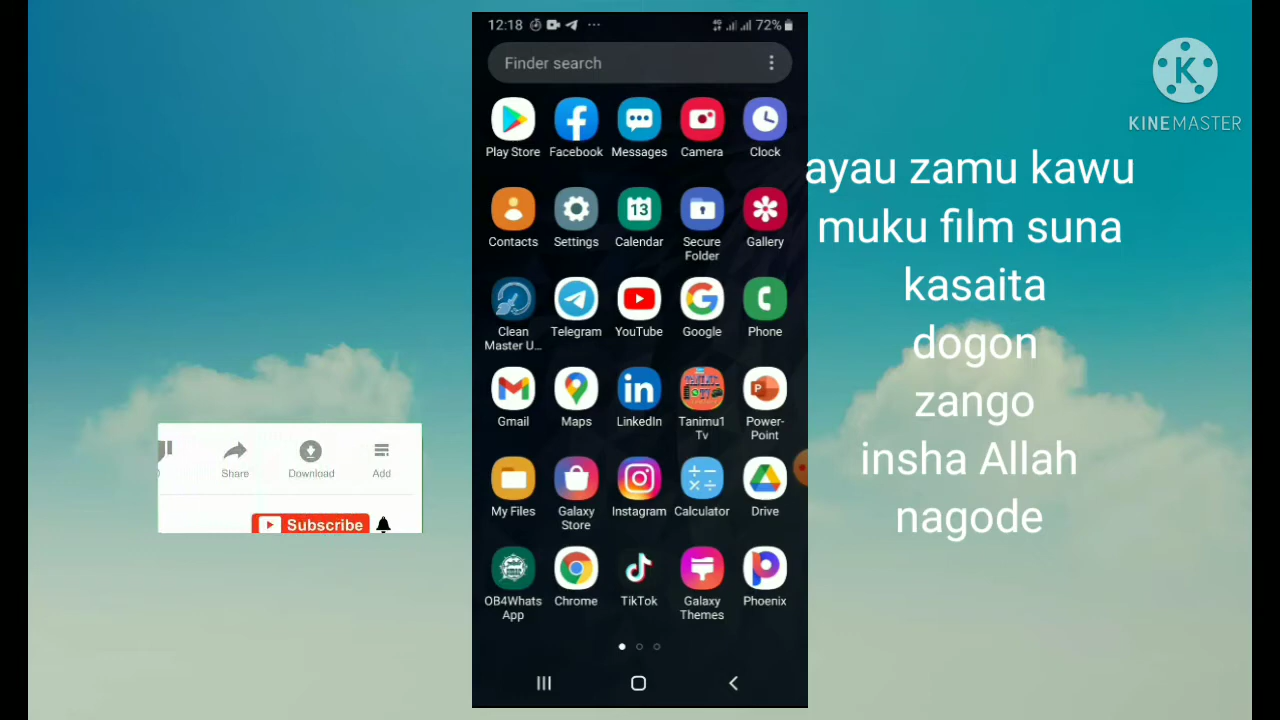 12:18
72%
Finder search
Play Store
Facebook
Messages
Camera
Clock
Contacts
Settings
Calendar
13
Secure
Folder
Gallery
Clean
Master U...
Telegram
YouTube
Google
Phone
Gmail
Maps
LinkedIn
Tanimu1
Tv
Power-
Point
My Files
Galaxy
Store
Instagram
Calculator
Drive
OB4Whats
App
Chrome
TikTok
Galaxy
Themes
Phoenix
Share
Download
Add
Subscribe
KINEMASTER
ayau zamu kawu
muku film suna
kasaita
dogon
zango
insha Allah
nagode